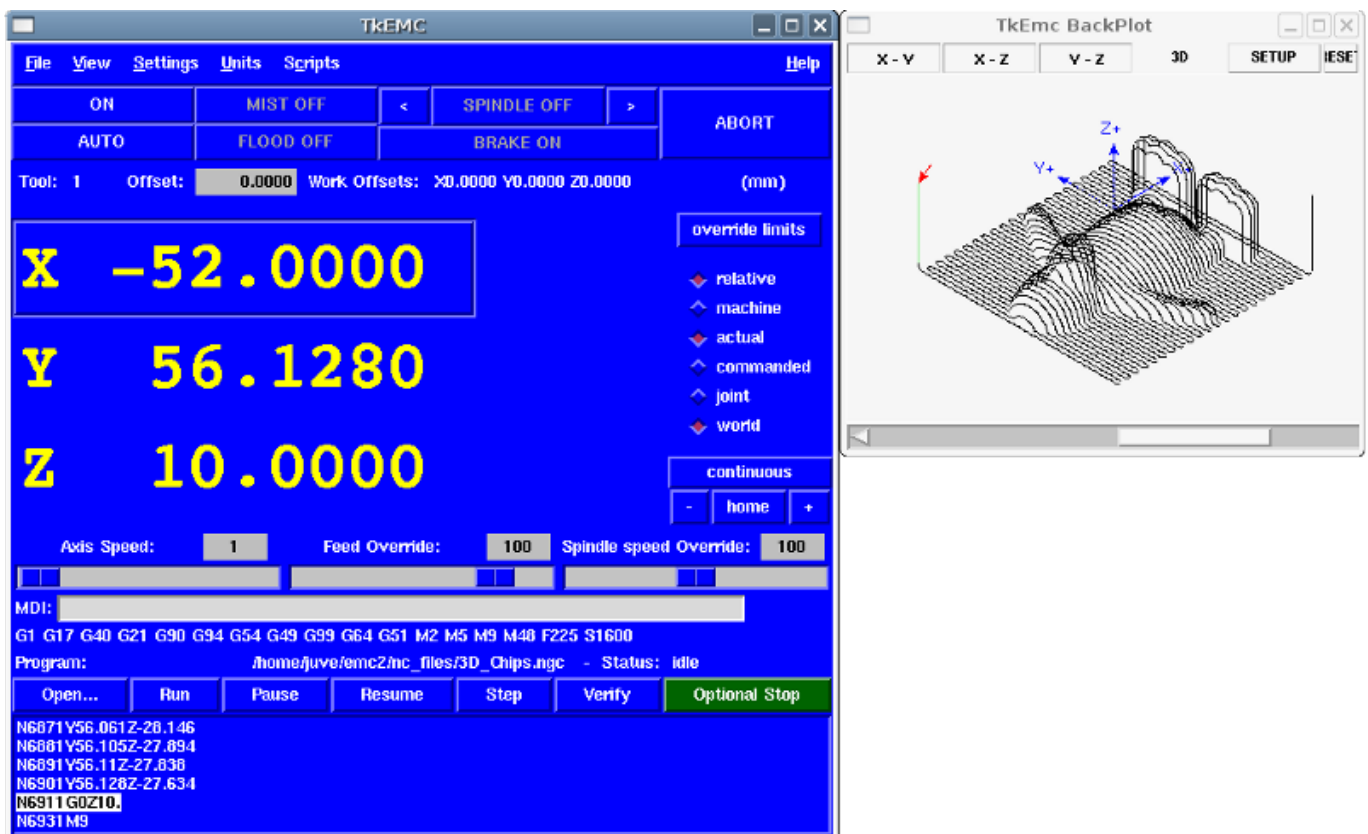 TkEMC
File View Settings Units Scripts Help
ON MIST OFF < SPINDLE OFF > ABORT
AUTO FLOOD OFF BRAKE ON
Tool: 1 Offset: 0.0000 Work Offsets: X0.0000 Y0.0000 Z0.0000 (mm)
override limits
X -52.0000
relative
machine
Y 56.1280
actual
commanded
joint
world
Z 10.0000
continuous
- home +
Axis Speed: 1 Feed Override: 100 Spindle speed Override: 100
MDI:
G1 G17 G40 G21 G90 G94 G54 G49 G99 G64 G51 M2 M5 M9 M48 F225 S1600
Program: /home/juve/emc2/nc_files/3D_Chips.ngc - Status: idle
Open... Run Pause Resume Step Verify Optional Stop
N6871Y56.061Z-28.146
N6881Y56.105Z-27.894
N6891Y56.11Z-27.838
N6901Y56.128Z-27.634
N6911G0Z10.
N6931M9
TkEmc BackPlot
X - Y X - Z Y - Z 3D SETUP RESET
Z+
Y+ X+